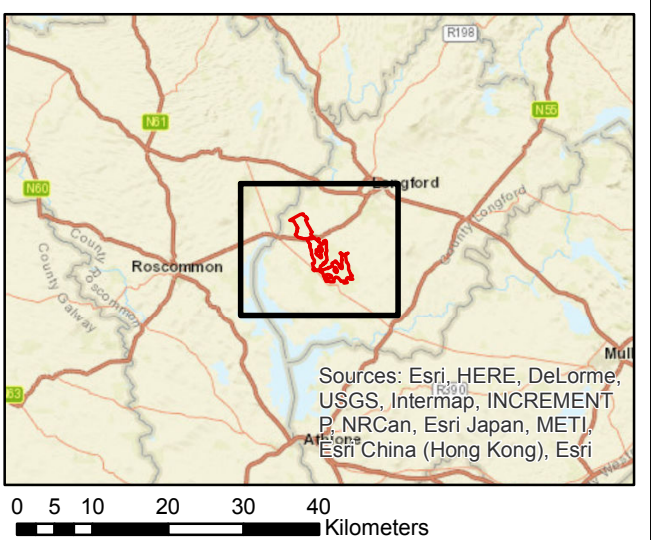 R198
N55
N61
Longford
N60
County Longford
County Roscommon
County Galway
Roscommon
Mull
Sources: Esri, HERE, DeLorme,
R390
USGS, Intermap, INCREMENT
63
P, NRCan, Esri Japan, METI,
Athlone
Esri China (Hong Kong), Esri
y West
0 5 10 20 30 40
Kilometers